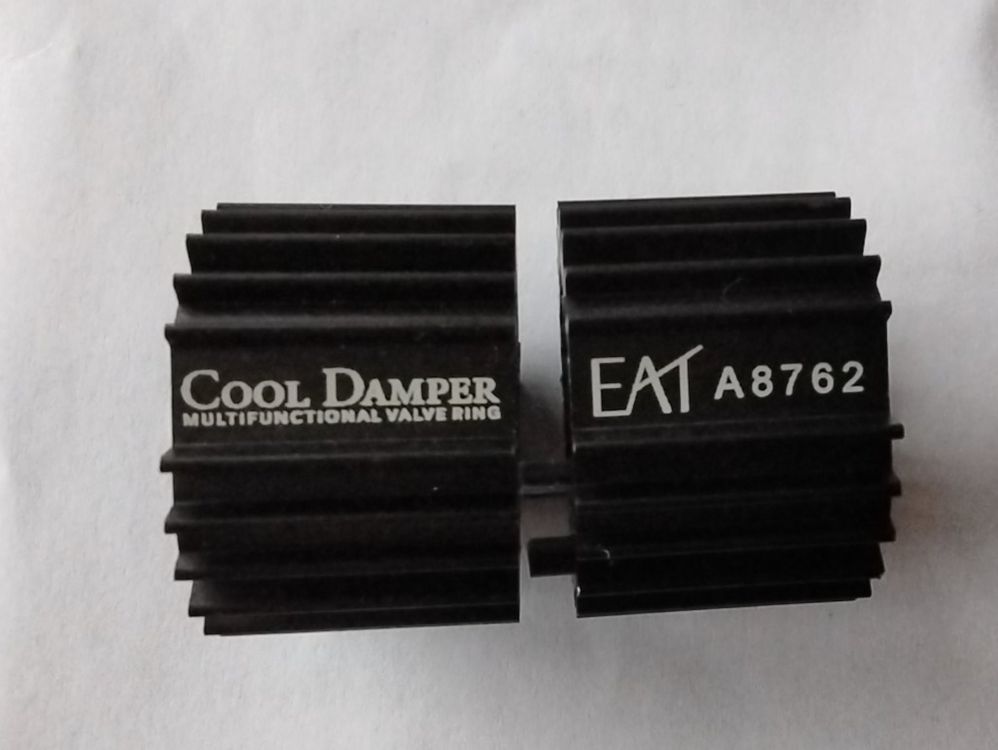 COOL DAMPER
MULTIFUNCTIONAL VALVE RING
EAT A8762